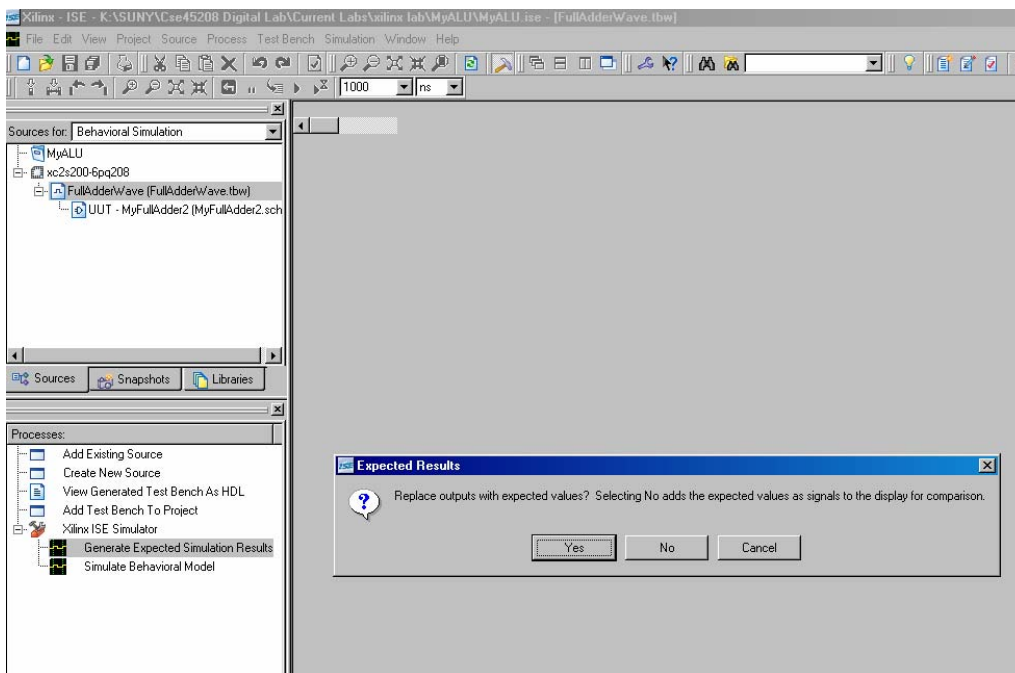 Xilinx - ISE - K:\SUNY\Cse45208 Digital Lab\Current Labs\xilinx lab\MyALU\MyALU.ise - [FullAdderWave.tbw]
File Edit View Project Source Process Test Bench Simulation Window Help
1000 ns
Sources for: Behavioral Simulation
MyALU
xc2s200-6pq208
FullAdderWave (FullAdderWave.tbw)
UUT - MyFullAdder2 (MyFullAdder2.sch
Sources Snapshots Libraries
Processes:
Add Existing Source
Create New Source
View Generated Test Bench As HDL
Add Test Bench To Project
Xilinx ISE Simulator
Generate Expected Simulation Results
Simulate Behavioral Model
Expected Results
Replace outputs with expected values? Selecting No adds the expected values as signals to the display for comparison.
Yes No Cancel